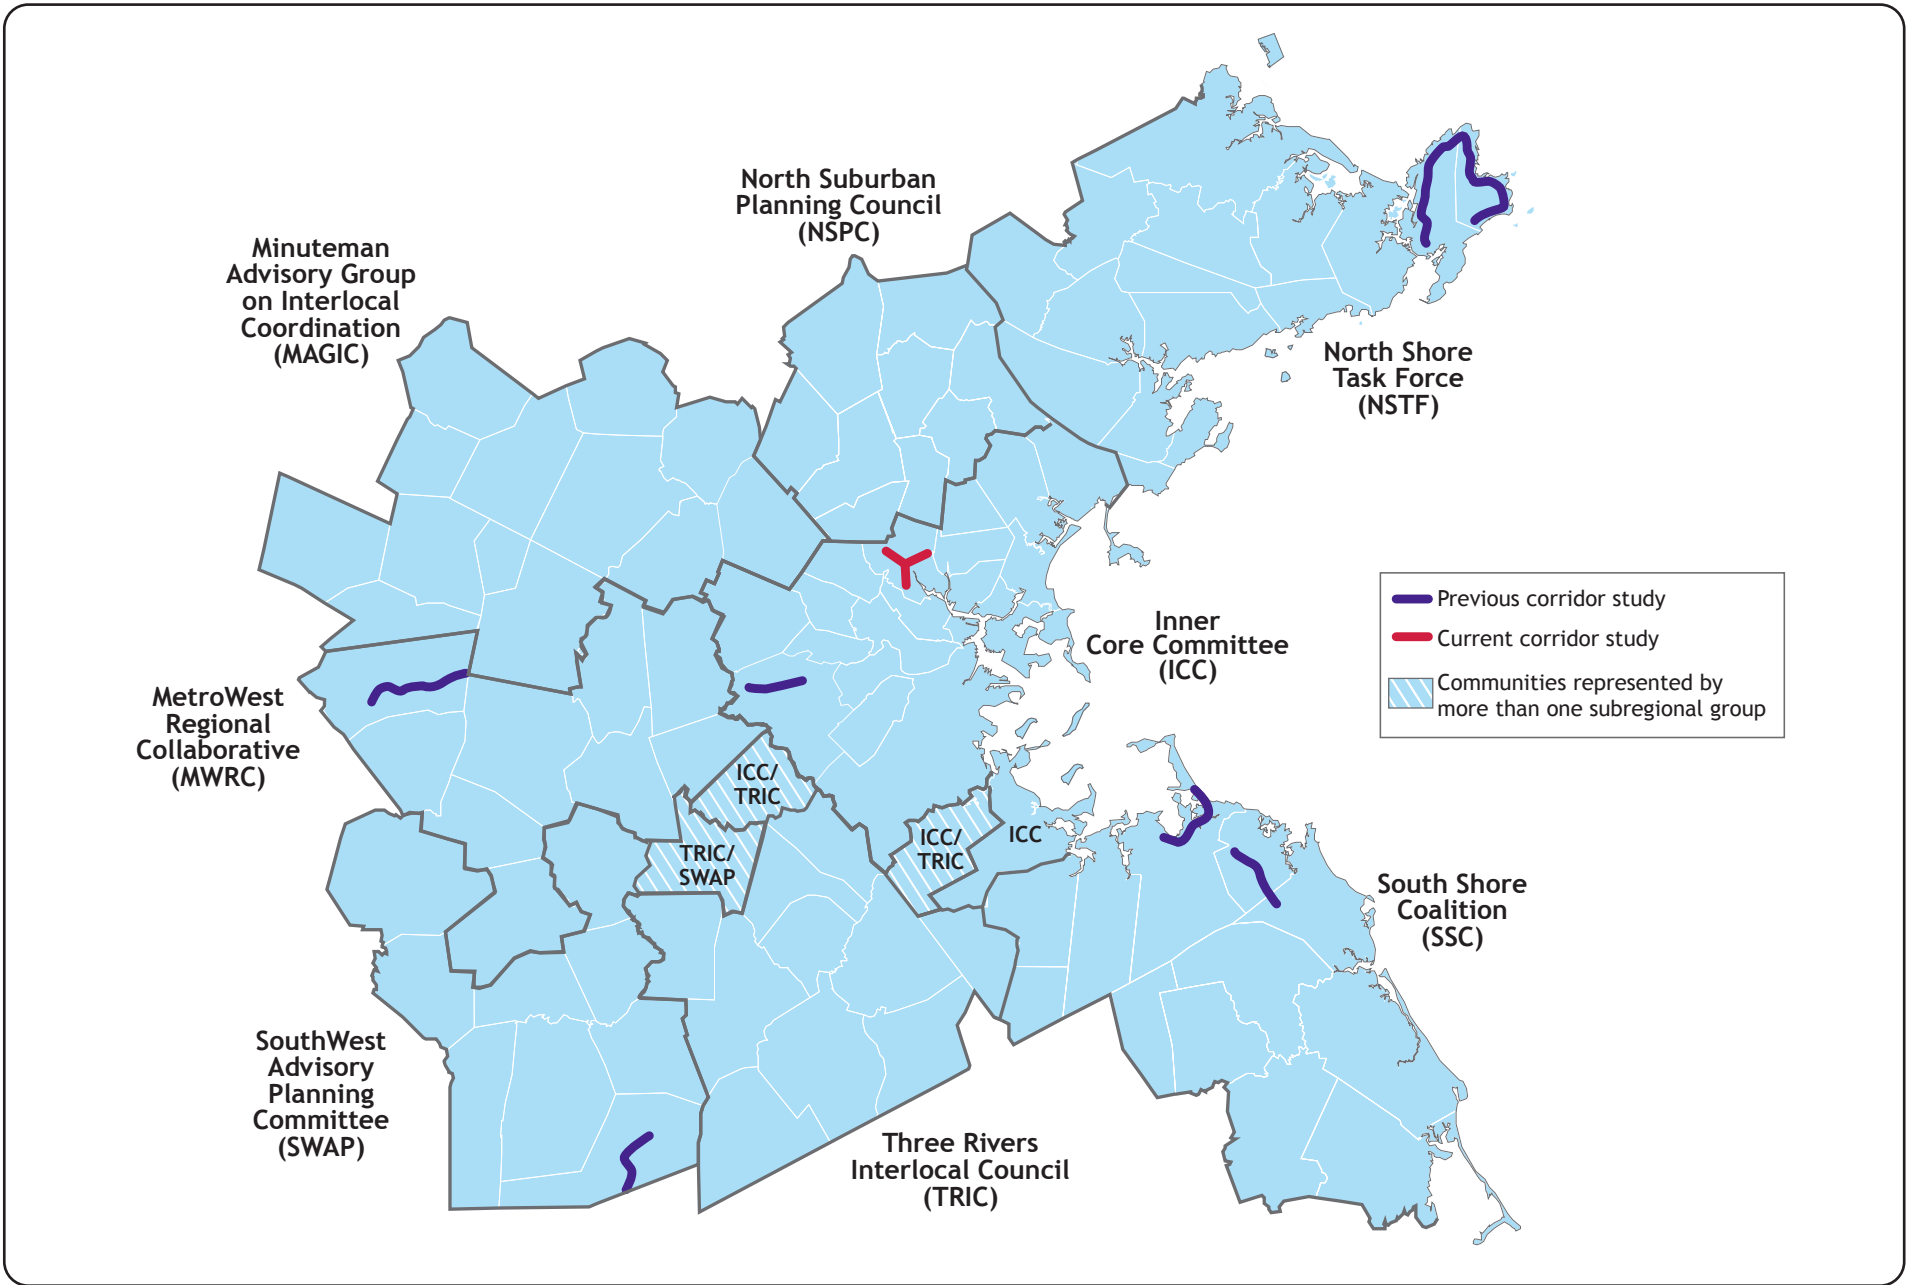 North Suburban
Planning Council
(NSPC)
Minuteman
Advisory Group
on Interlocal
Coordination
(MAGIC)
North Shore
Task Force
(NSTF)
Inner
Core Committee
(ICC)
Previous corridor study
Current corridor study
Communities represented by
more than one subregional group
MetroWest
Regional
Collaborative
(MWRC)
ICC/
TRIC
ICC/
TRIC
ICC
TRIC/
SWAP
South Shore
Coalition
(SSC)
SouthWest
Advisory
Planning
Committee
(SWAP)
Three Rivers
Interlocal Council
(TRIC)